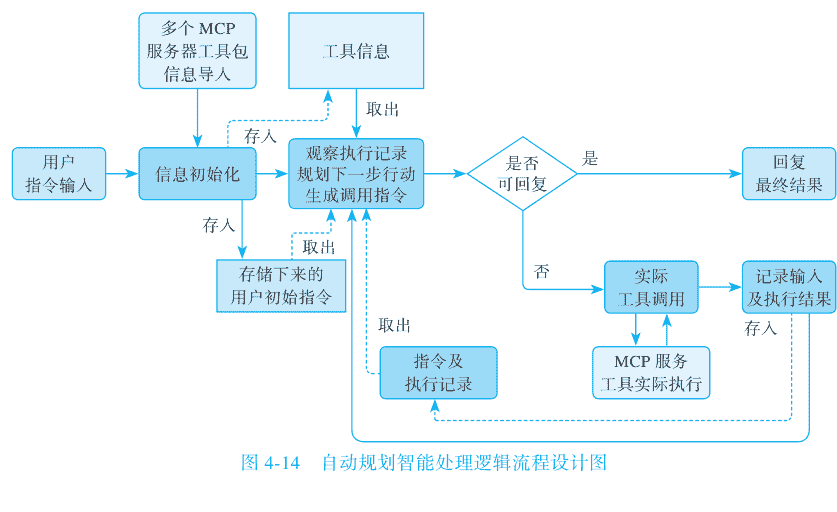 多个 MCP
服务器工具包
信息导入
工具信息
取出
存入
用户
指令输入
信息初始化
观察执行记录
规划下一步行动
生成调用指令
是否
可回复
是
回复
最终结果
存入
取出
存储下来的
用户初始指令
否
实际
工具调用
记录输入
及执行结果
取出
存入
指令及
执行记录
MCP 服务
工具实际执行
图 4-14 自动规划智能处理逻辑流程设计图